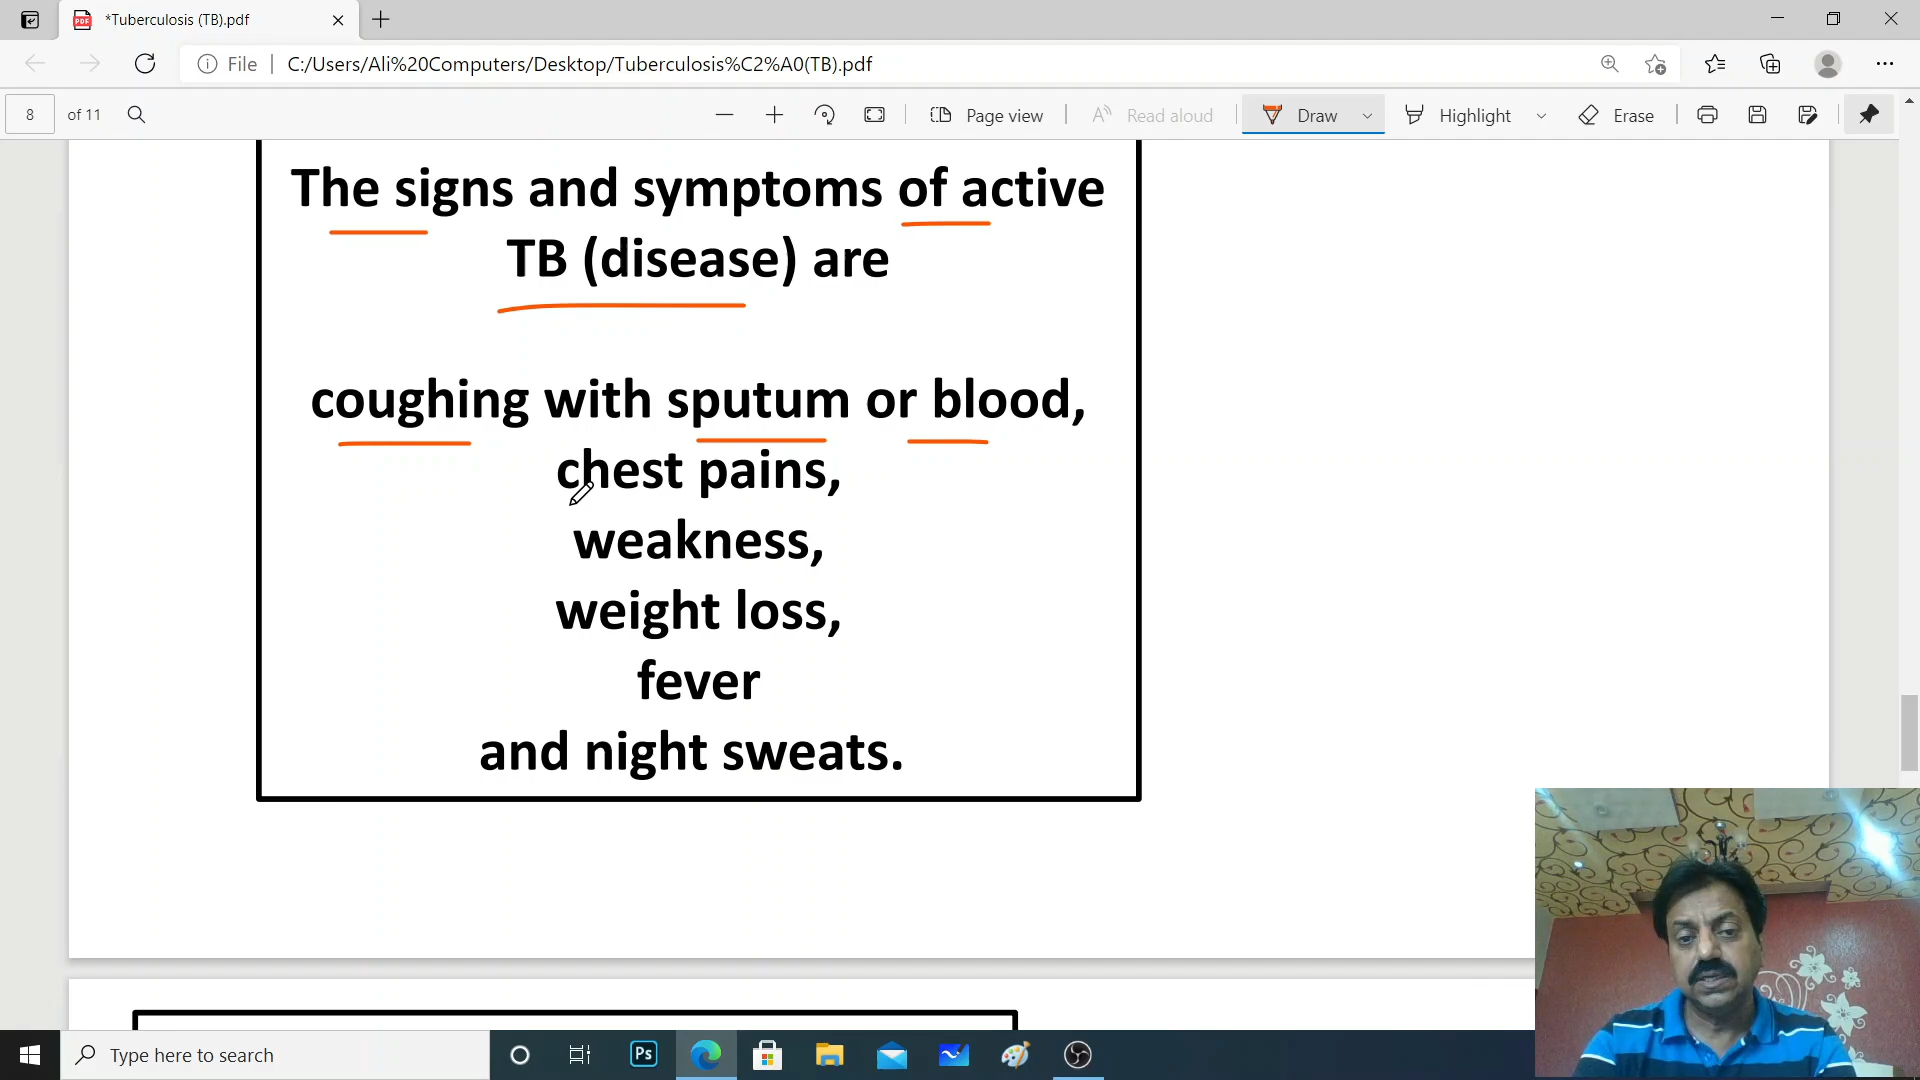 *Tuberculosis (TB).pdf
File
C:/Users/Ali%20Computers/Desktop/Tuberculosis%C2%A0(TB).pdf
8 of 11
Page view
Read aloud
Draw
Highlight
Erase
The signs and symptoms of active
TB (disease) are
coughing with sputum or blood,
chest pains,
weakness,
weight loss,
fever
and night sweats.
Type here to search
Ps